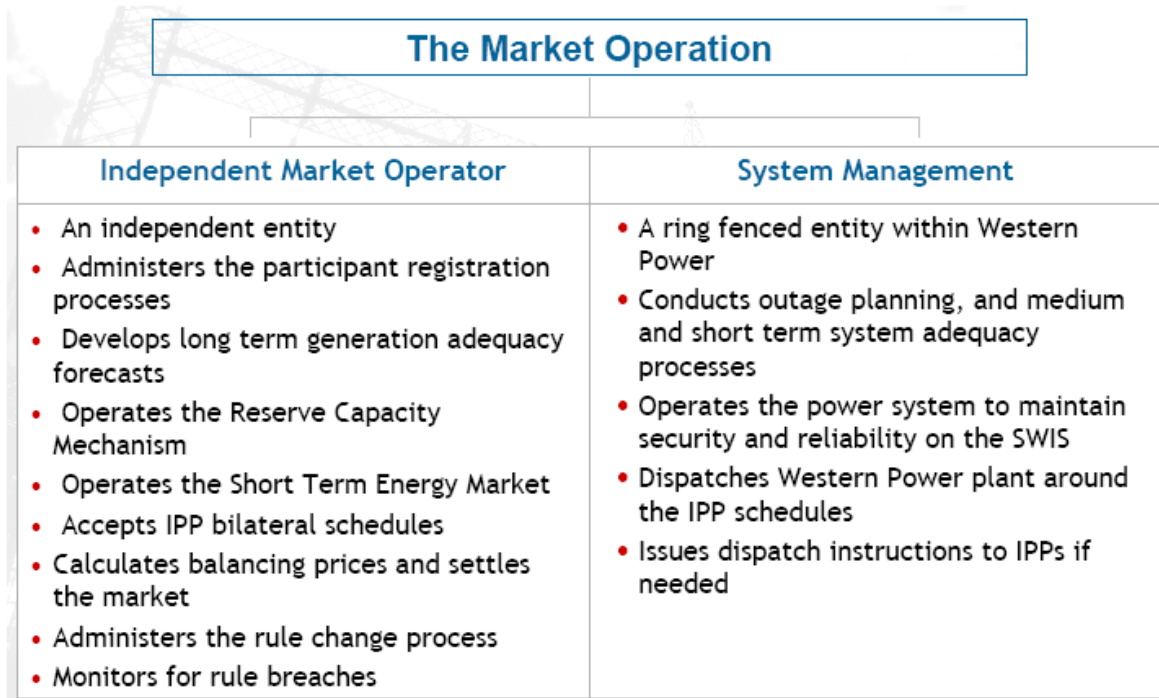 The Market Operation
Independent Market Operator
• An independent entity
• Administers the participant registration
processes
• Develops long term generation adequacy
forecasts
• Operates the Reserve Capacity
Mechanism
• Operates the Short Term Energy Market
• Accepts IPP bilateral schedules
• Calculates balancing prices and settles
the market
• Administers the rule change process
• Monitors for rule breaches
System Management
• A ring fenced entity within Western
Power
• Conducts outage planning, and medium
and short term system adequacy
processes
• Operates the power system to maintain
security and reliability on the SWIS
• Dispatches Western Power plant around
the IPP schedules
• Issues dispatch instructions to IPPs if
needed